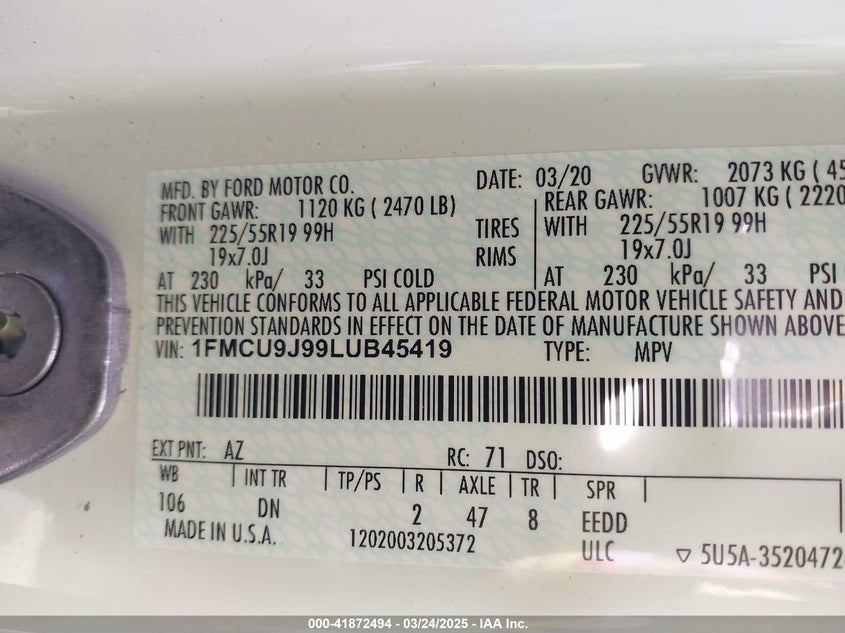 MFD. BY FORD MOTOR CO. DATE: 03/20 GVWR: 2073 KG ( 45
FRONT GAWR: 1120 KG ( 2470 LB) REAR GAWR: 1007 KG ( 2220
WITH 225/55R19 99H TIRES WITH 225/55R19 99H
19x7.0J RIMS 19x7.0J
AT 230 kPa/ 33 PSI COLD AT 230 kPa/ 33 PSI
THIS VEHICLE CONFORMS TO ALL APPLICABLE FEDERAL MOTOR VEHICLE SAFETY AND
PREVENTION STANDARDS IN EFFECT ON THE DATE OF MANUFACTURE SHOWN ABOVE
VIN: 1FMCU9J99LUB45419 TYPE: MPV
EXT PNT: AZ RC: 71 DSO:
WB INT TR TP/PS R AXLE TR SPR
106 DN 2 47 8 EEDD
MADE IN U.S.A. 1202003205372 ULC ▽ 5U5A-3520472
000-41872494 - 03/24/2025 - IAA Inc.